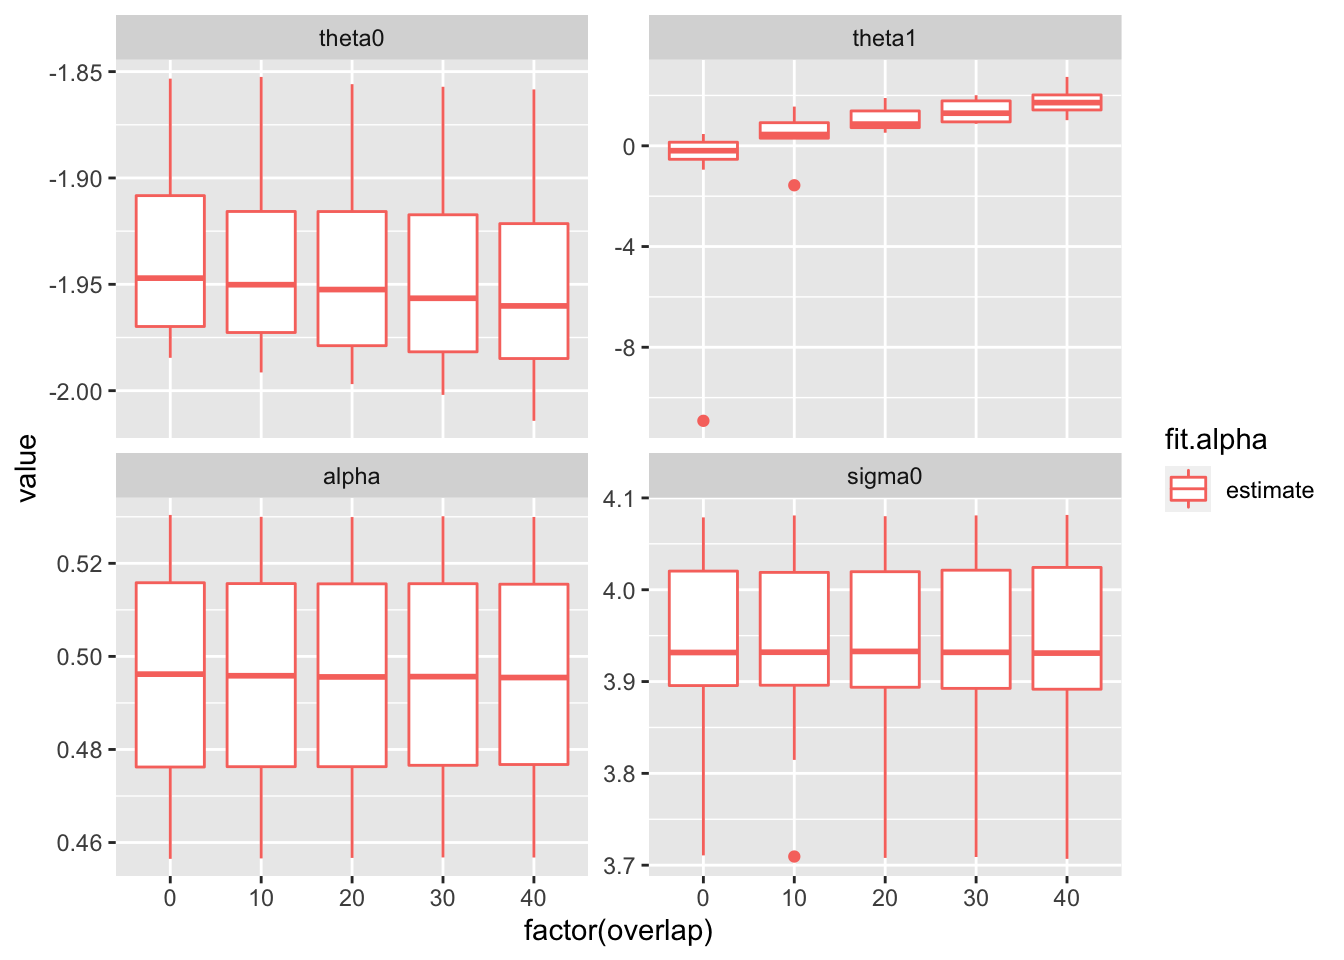 theta0
theta1
-1.85
-1.90
-1.95
-2.00
0
-4
-8
alpha
sigma0
0.52
0.50
0.48
0.46
4.1
4.0
3.9
3.8
3.7
0 10 20 30 40
0 10 20 30 40
factor(overlap)
value
fit.alpha
estimate